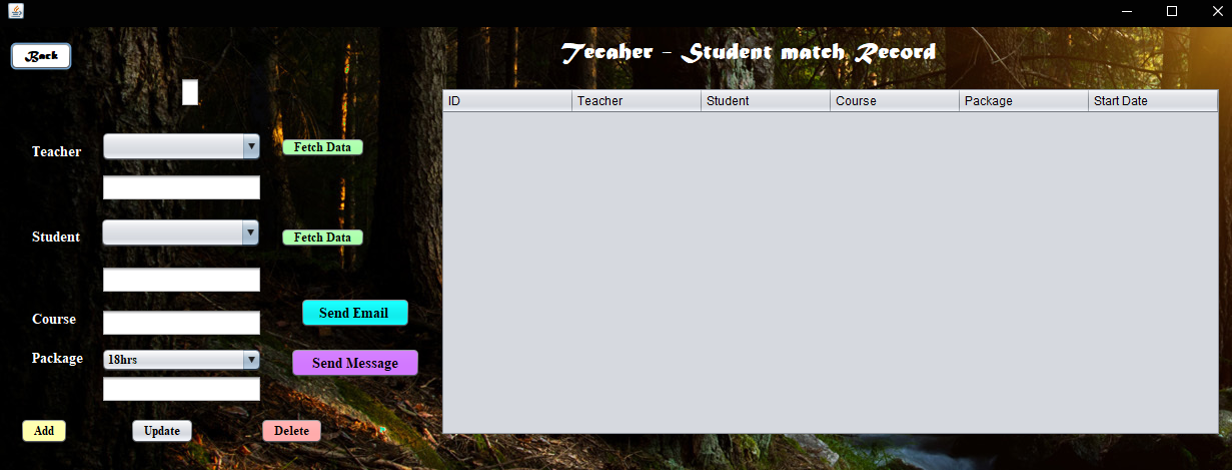 Back
Tecaher - Student match Record
ID Teacher Student Course Package Start Date
Teacher
Fetch Data
Student
Fetch Data
Course
Send Email
Package
18hrs
Send Message
Add
Update
Delete